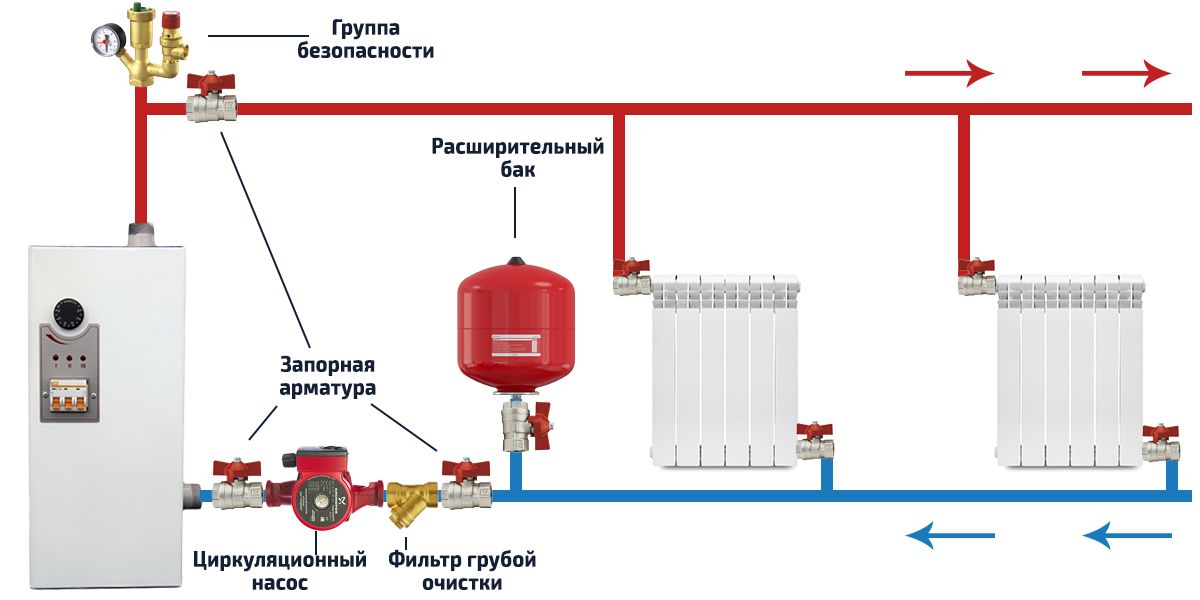 Группа
безопасности
Расширительный
бак
Запорная
арматура
Циркуляционный
насос
Фильтр грубой
очистки